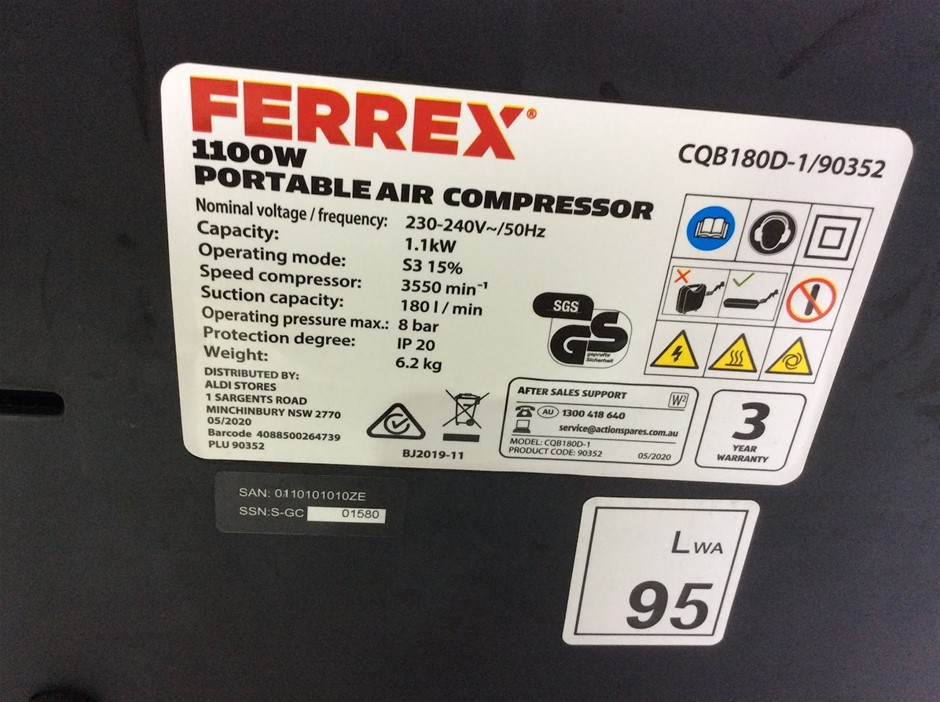 FERREX®
1100W
PORTABLE AIR COMPRESSOR
CQB180D-1/90352
Nominal voltage / frequency: 230-240V~/50Hz
Capacity: 1.1kW
Operating mode: S3 15%
Speed compressor: 3550 min⁻¹
Suction capacity: 180 l / min
Operating pressure max.: 8 bar
Protection degree: IP 20
Weight: 6.2 kg
DISTRIBUTED BY:
ALDI STORES
1 SARGENTS ROAD
MINCHINBURY NSW 2770
05/2020
Barcode 4088500264739
PLU 90352
BJ2019-11
SGS
GS
geprüfte
Sicherheit
AFTER SALES SUPPORT
W²
AU 1300 418 640
service@actionspares.com.au
MODEL: CQB180D-1
PRODUCT CODE: 90352 05/2020
3
YEAR
WARRANTY
SAN: 0110101010ZE
SSN:S-GC 01580
LWA
95